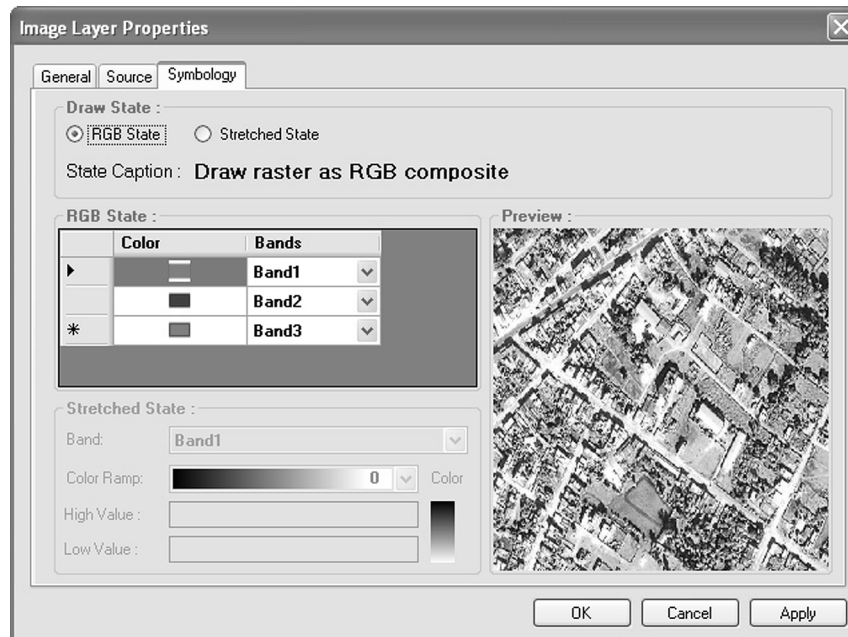 Image Layer Properties
General Source Symbology
Draw State :
RGB State Stretched State
State Caption : Draw raster as RGB composite
RGB State :
Color Bands
Band1
Band2
* Band3
Preview :
Stretched State :
Band: Band1
Color Ramp: 0 Color
High Value :
Low Value :
OK Cancel Apply